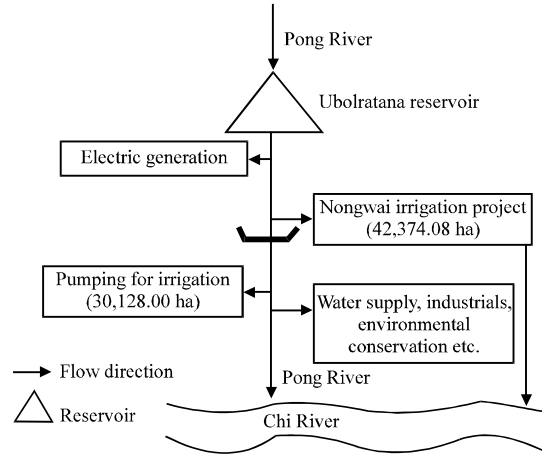 Pong River
Ubolratana reservoir
Electric generation
Nongwai irrigation project
(42,374.08 ha)
Pumping for irrigation
(30,128.00 ha)
Water supply, industrials,
environmental
conservation etc.
Flow direction
Pong River
Reservoir
Chi River